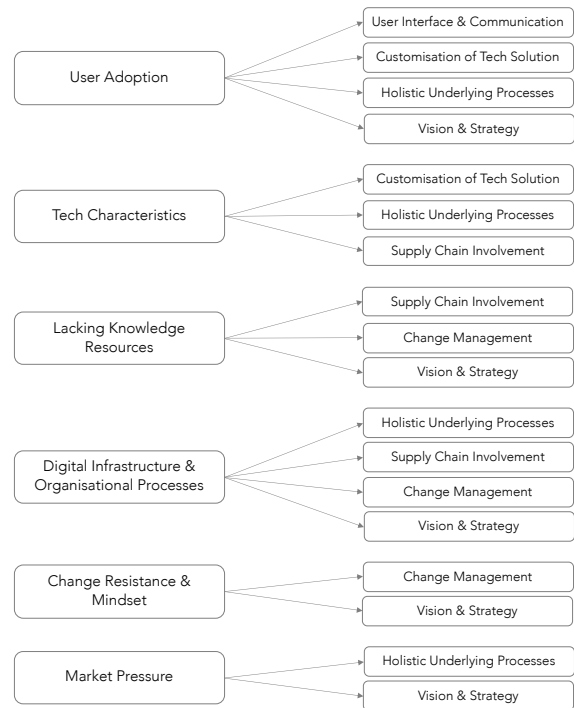 User Adoption
User Interface & Communication
Customisation of Tech Solution
Holistic Underlying Processes
Vision & Strategy
Tech Characteristics
Customisation of Tech Solution
Holistic Underlying Processes
Supply Chain Involvement
Lacking Knowledge
Resources
Supply Chain Involvement
Change Management
Vision & Strategy
Digital Infrastructure &
Organisational Processes
Holistic Underlying Processes
Supply Chain Involvement
Change Management
Vision & Strategy
Change Resistance &
Mindset
Change Management
Vision & Strategy
Market Pressure
Holistic Underlying Processes
Vision & Strategy